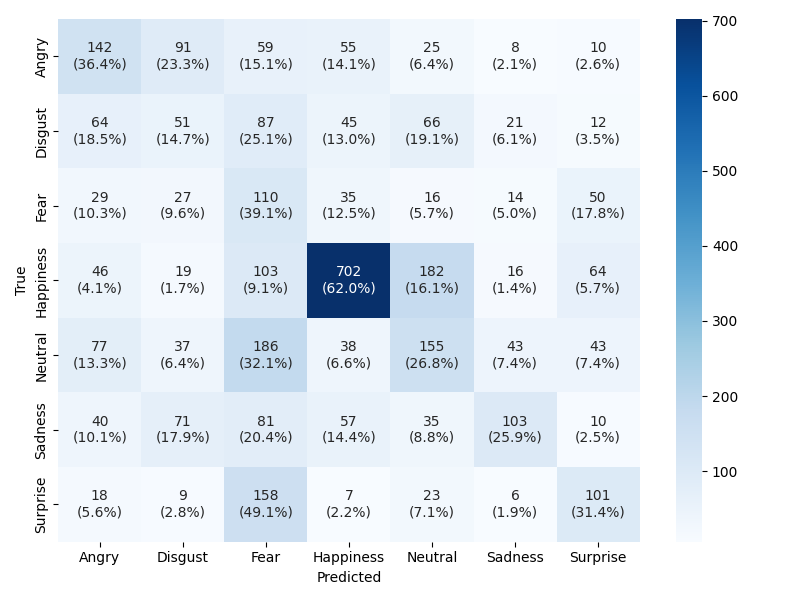 142 91 59 55 25 8 10
(36.4%) (23.3%) (15.1%) (14.1%) (6.4%) (2.1%) (2.6%)
64 51 87 45 66 21 12
(18.5%) (14.7%) (25.1%) (13.0%) (19.1%) (6.1%) (3.5%)
29 27 110 35 16 14 50
(10.3%) (9.6%) (39.1%) (12.5%) (5.7%) (5.0%) (17.8%)
46 19 103 702 182 16 64
(4.1%) (1.7%) (9.1%) (62.0%) (16.1%) (1.4%) (5.7%)
77 37 186 38 155 43 43
(13.3%) (6.4%) (32.1%) (6.6%) (26.8%) (7.4%) (7.4%)
40 71 81 57 35 103 10
(10.1%) (17.9%) (20.4%) (14.4%) (8.8%) (25.9%) (2.5%)
18 9 158 7 23 6 101
(5.6%) (2.8%) (49.1%) (2.2%) (7.1%) (1.9%) (31.4%)
True
Angry
Disgust
Fear
Happiness
Neutral
Sadness
Surprise
Angry Disgust Fear Happiness Neutral Sadness Surprise
Predicted
700
600
500
400
300
200
100